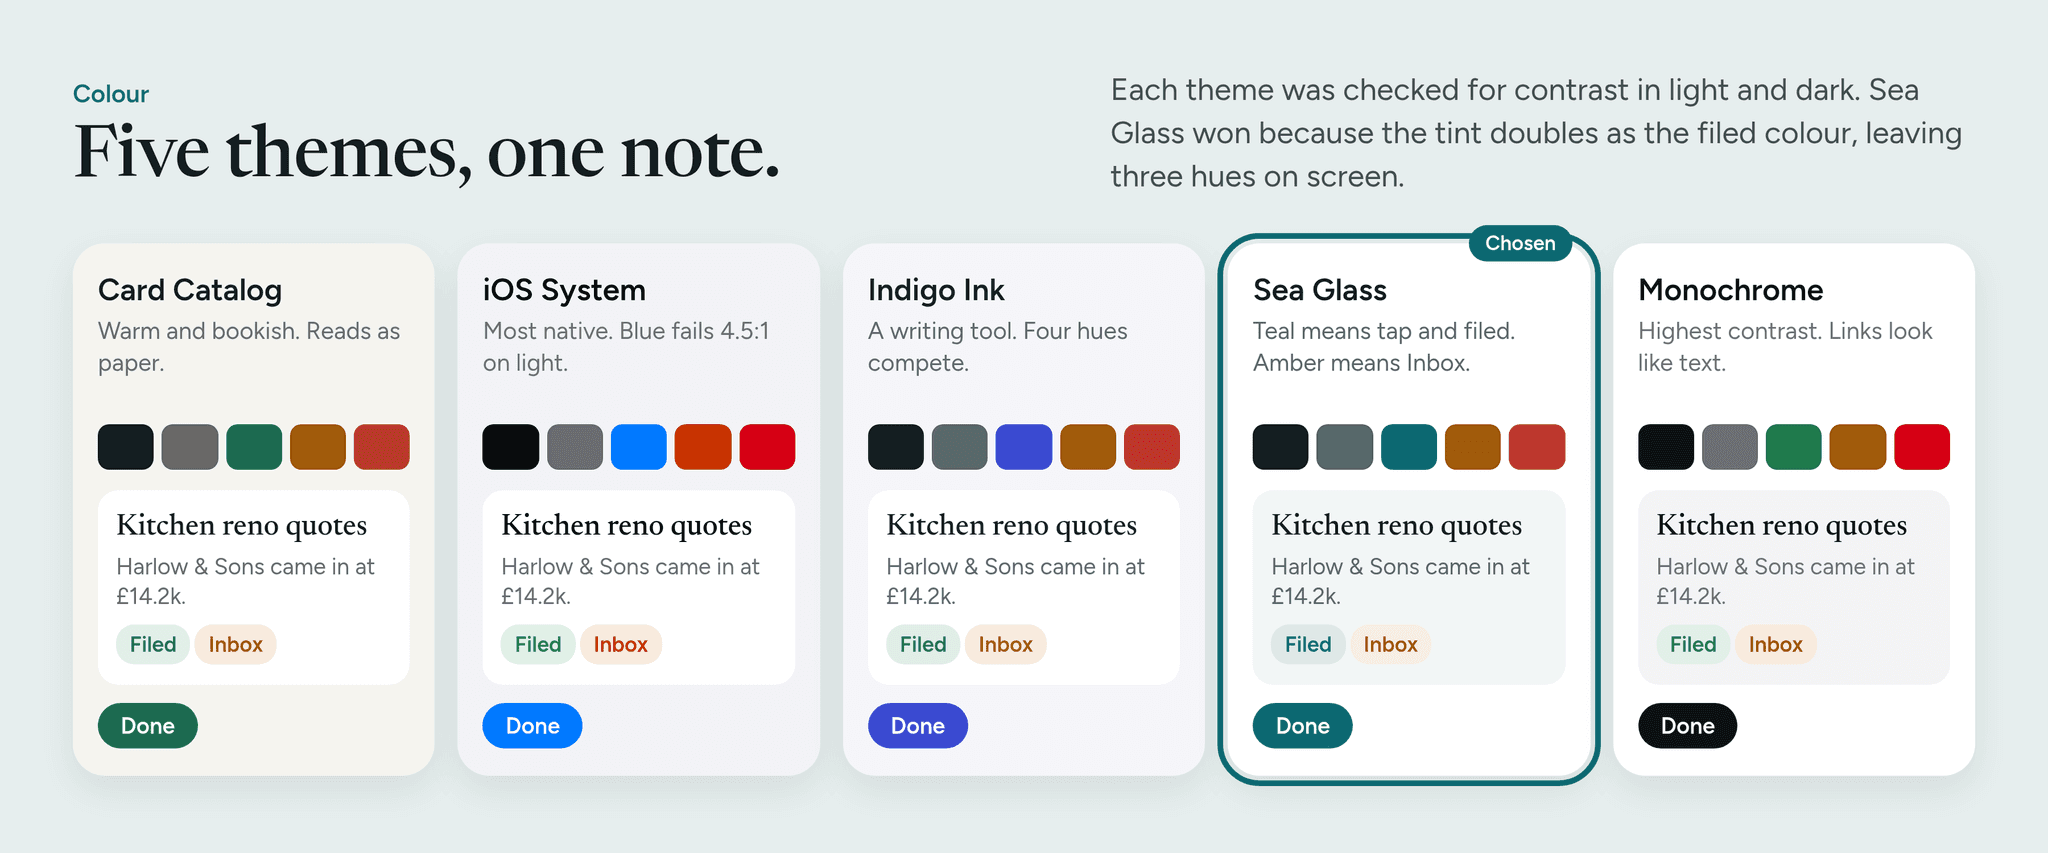 Colour
Five themes, one note.
Each theme was checked for contrast in light and dark. Sea
Glass won because the tint doubles as the filed colour, leaving
three hues on screen.
Card Catalog
Warm and bookish. Reads as
paper.
Kitchen reno quotes
Harlow & Sons came in at
£14.2k.
Filed Inbox
Done
iOS System
Most native. Blue fails 4.5:1
on light.
Kitchen reno quotes
Harlow & Sons came in at
£14.2k.
Filed Inbox
Done
Indigo Ink
A writing tool. Four hues
compete.
Kitchen reno quotes
Harlow & Sons came in at
£14.2k.
Filed Inbox
Done
Chosen
Sea Glass
Teal means tap and filed.
Amber means Inbox.
Kitchen reno quotes
Harlow & Sons came in at
£14.2k.
Filed Inbox
Done
Monochrome
Highest contrast. Links look
like text.
Kitchen reno quotes
Harlow & Sons came in at
£14.2k.
Filed Inbox
Done